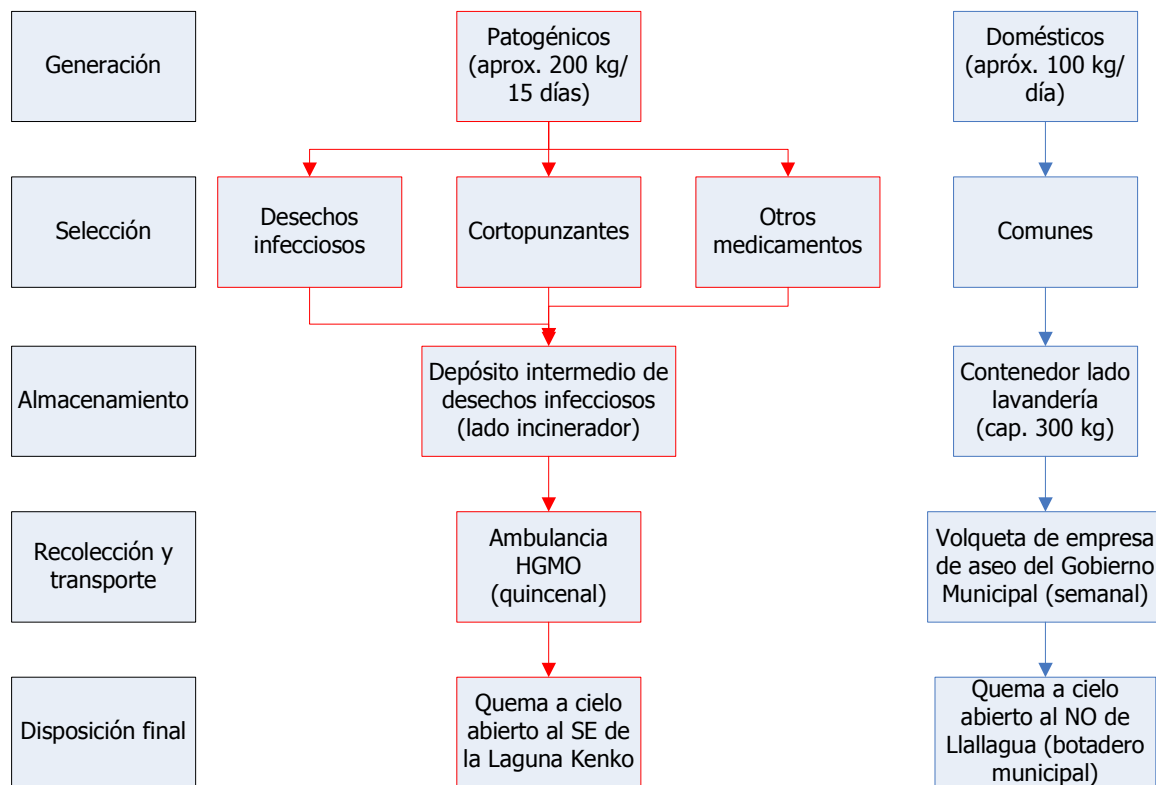 Generación
Patogénicos
(aprox. 200 kg/
15 días)
Domésticos
(apróx. 100 kg/
día)
Selección
Desechos
infecciosos
Cortopunzantes
Otros
medicamentos
Comunes
Almacenamiento
Depósito intermedio de
desechos infecciosos
(lado incinerador)
Contenedor lado
lavandería
(cap. 300 kg)
Recolección y
transporte
Ambulancia
HGMO
(quincenal)
Volqueta de empresa
de aseo del Gobierno
Municipal (semanal)
Disposición final
Quema a cielo
abierto al SE de
la Laguna Kenko
Quema a cielo
abierto al NO de
Llallagua (botadero
municipal)